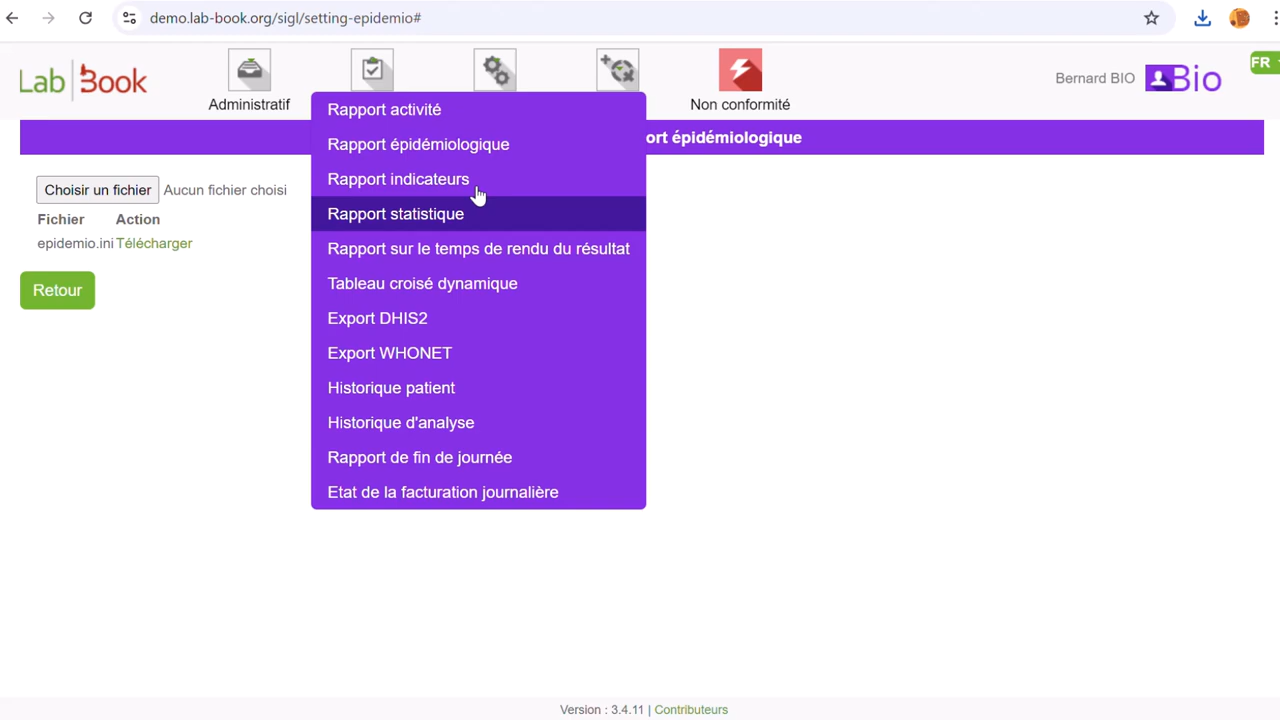 demo.lab-book.org/sigl/setting-epidemio#
Lab Book
Administratif
Non conformité
Bernard BIO
Bio
FR
ort épidémiologique
Rapport activité
Rapport épidémiologique
Rapport indicateurs
Rapport statistique
Rapport sur le temps de rendu du résultat
Tableau croisé dynamique
Export DHIS2
Export WHONET
Historique patient
Historique d'analyse
Rapport de fin de journée
Etat de la facturation journalière
Choisir un fichier Aucun fichier choisi
Fichier Action
epidemio.ini Télécharger
Retour
Version : 3.4.11 | Contributeurs